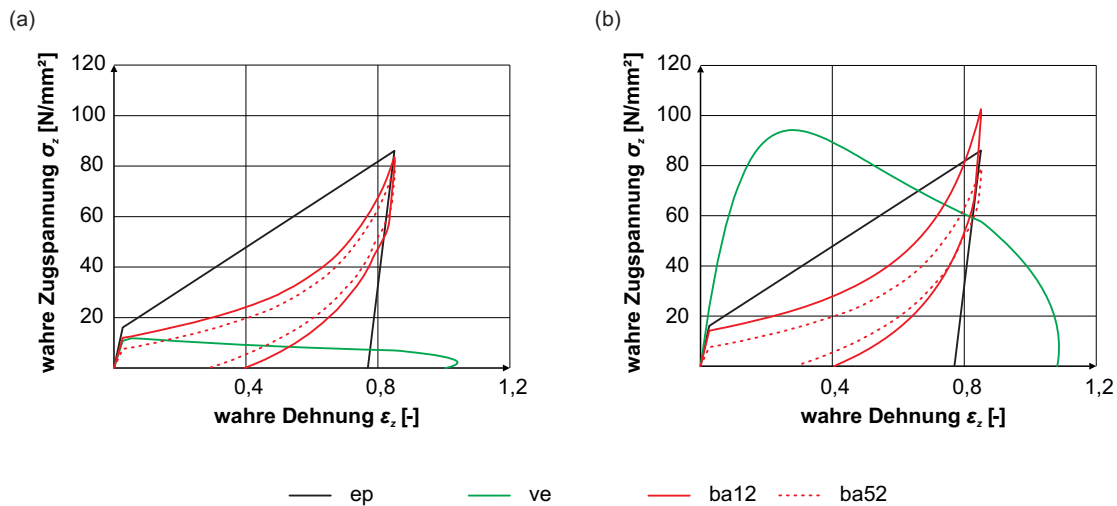 (a)
(b)
wahre Zugspannung σz [N/mm²]
120
100
80
60
40
20
0,4
0,8
1,2
wahre Dehnung εz [-]
wahre Zugspannung σz [N/mm²]
120
100
80
60
40
20
0,4
0,8
1,2
wahre Dehnung εz [-]
ep
ve
ba12
ba52